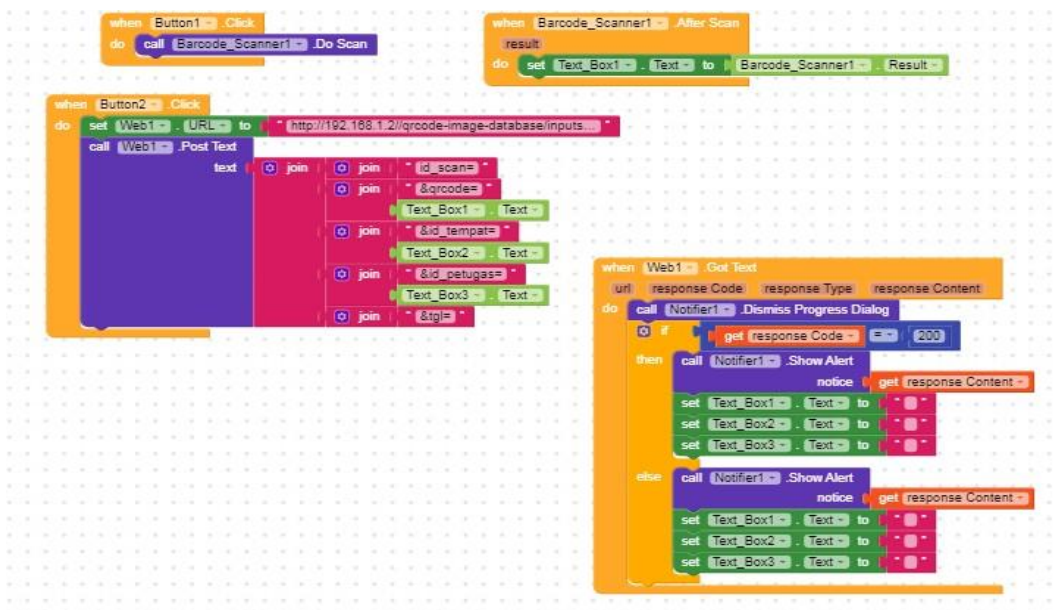 when Button1 .Click
do call Barcode_Scanner1 .Do Scan
when Barcode_Scanner1 .After Scan
result
do set Text_Box1 . Text to Barcode_Scanner1 . Result
when Button2 .Click
do set Web1 . URL to " http://192.168.1.2//qrcode-image-database/inputs... "
call Web1 .Post Text
text join join " id_scan= "
join " &qrcode= "
Text_Box1 . Text
join " &id_tempat= "
Text_Box2 . Text
join " &id_petugas= "
Text_Box3 . Text
join " &tgl= "
when Web1 .Got Text
url response Code response Type response Content
do call Notifier1 .Dismiss Progress Dialog
if get response Code = 200
then call Notifier1 .Show Alert
notice get response Content
set Text_Box1 . Text to " "
set Text_Box2 . Text to " "
set Text_Box3 . Text to " "
else call Notifier1 .Show Alert
notice get response Content
set Text_Box1 . Text to " "
set Text_Box2 . Text to " "
set Text_Box3 . Text to " "